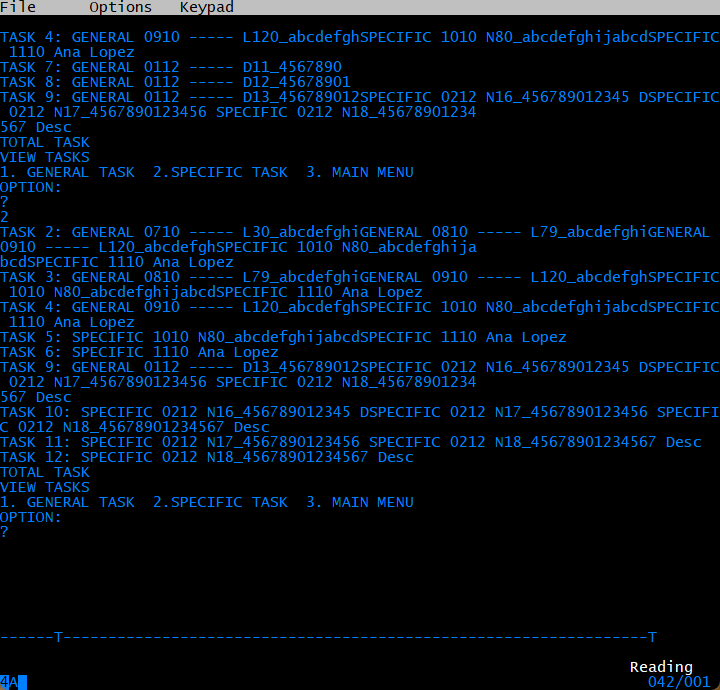 File Options Keypad
TASK 4: GENERAL 0910 ----- L120_abcdefghSPECIFIC 1010 N80_abcdefghijabcdSPECIFIC
1110 Ana Lopez
TASK 7: GENERAL 0112 ----- D11_4567890
TASK 8: GENERAL 0112 ----- D12_45678901
TASK 9: GENERAL 0112 ----- D13_456789012SPECIFIC 0212 N16_456789012345 DSPECIFIC
0212 N17_4567890123456 SPECIFIC 0212 N18_45678901234
567 Desc
TOTAL TASK
VIEW TASKS
1. GENERAL TASK 2.SPECIFIC TASK 3. MAIN MENU
OPTION:
?
2
TASK 2: GENERAL 0710 ----- L30_abcdefghiGENERAL 0810 ----- L79_abcdefghiGENERAL
0910 ----- L120_abcdefghSPECIFIC 1010 N80_abcdefghija
bcdSPECIFIC 1110 Ana Lopez
TASK 3: GENERAL 0810 ----- L79_abcdefghiGENERAL 0910 ----- L120_abcdefghSPECIFIC
1010 N80_abcdefghijabcdSPECIFIC 1110 Ana Lopez
TASK 4: GENERAL 0910 ----- L120_abcdefghSPECIFIC 1010 N80_abcdefghijabcdSPECIFIC
1110 Ana Lopez
TASK 5: SPECIFIC 1010 N80_abcdefghijabcdSPECIFIC 1110 Ana Lopez
TASK 6: SPECIFIC 1110 Ana Lopez
TASK 9: GENERAL 0112 ----- D13_456789012SPECIFIC 0212 N16_456789012345 DSPECIFIC
0212 N17_4567890123456 SPECIFIC 0212 N18_45678901234
567 Desc
TASK 10: SPECIFIC 0212 N16_456789012345 DSPECIFIC 0212 N17_4567890123456 SPECIFI
C 0212 N18_45678901234567 Desc
TASK 11: SPECIFIC 0212 N17_4567890123456 SPECIFIC 0212 N18_45678901234567 Desc
TASK 12: SPECIFIC 0212 N18_45678901234567 Desc
TOTAL TASK
VIEW TASKS
1. GENERAL TASK 2.SPECIFIC TASK 3. MAIN MENU
OPTION:
?
------T-----------------------------------------------------------------T
Reading
4A 042/001